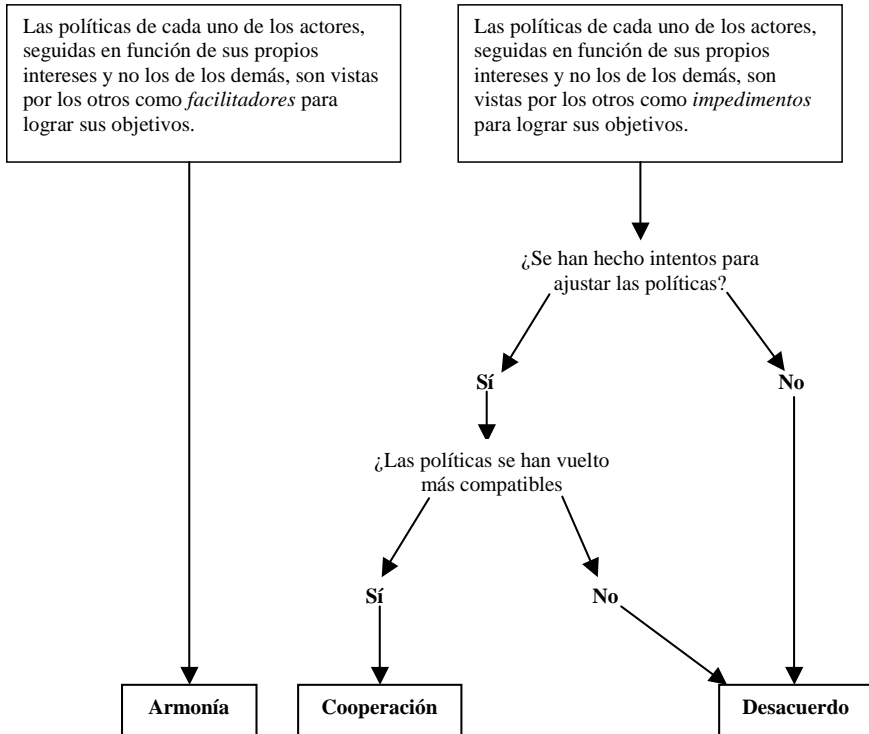 Las políticas de cada uno de los actores,
seguidas en función de sus propios
intereses y no los de los demás, son vistas
por los otros como facilitadores para
lograr sus objetivos.
Las políticas de cada uno de los actores,
seguidas en función de sus propios
intereses y no los de los demás, son
vistas por los otros como impedimentos
para lograr sus objetivos.
¿Se han hecho intentos para
ajustar las políticas?
Sí
No
¿Las políticas se han vuelto
más compatibles
Sí
No
Armonía
Cooperación
Desacuerdo